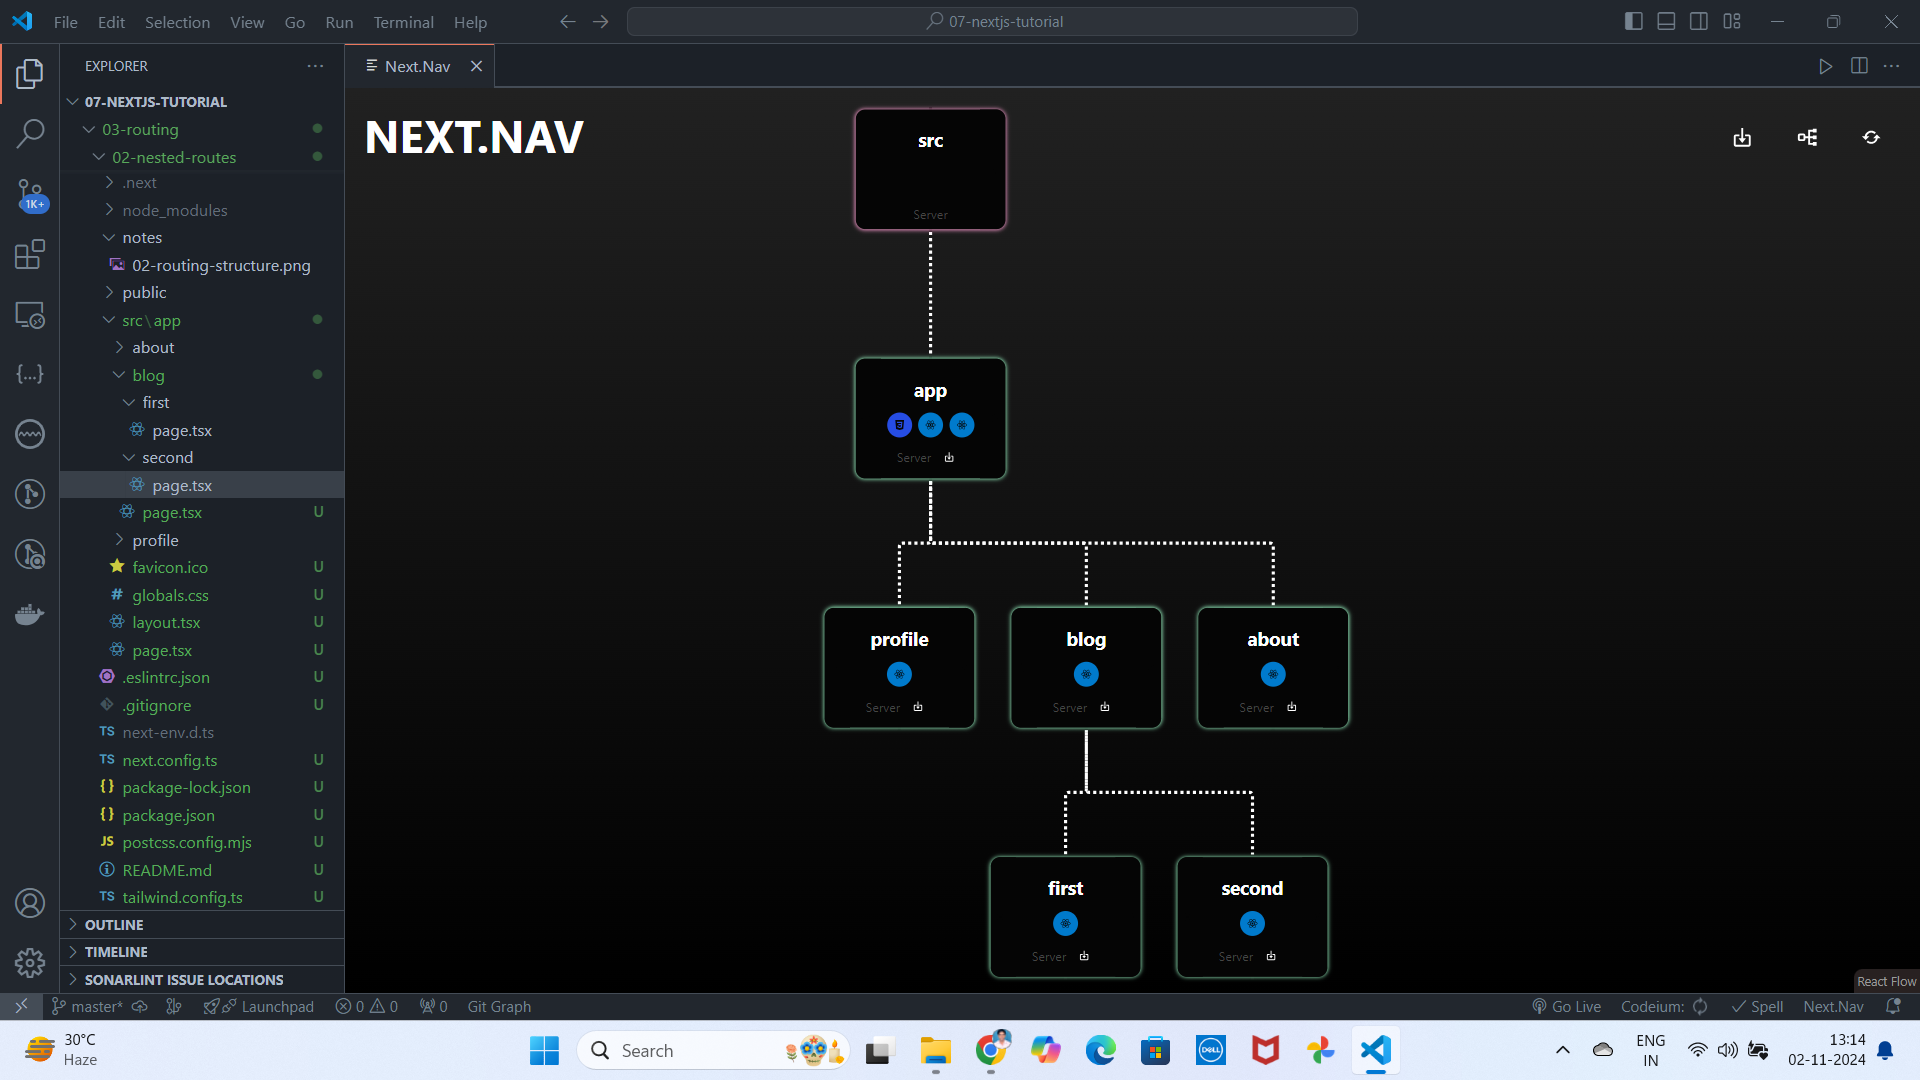 File Edit Selection View Go Run Terminal Help
07-nextjs-tutorial
EXPLORER
Next.Nav
07-NEXTJS-TUTORIAL
03-routing
02-nested-routes
.next
node_modules
notes
02-routing-structure.png
public
src\app
about
blog
first
page.tsx
second
page.tsx
page.tsx U
profile
favicon.ico U
globals.css U
layout.tsx U
page.tsx U
.eslintrc.json U
.gitignore U
TS next-env.d.ts
TS next.config.ts U
{} package-lock.json U
{} package.json U
JS postcss.config.mjs U
README.md U
TS tailwind.config.ts U
OUTLINE
TIMELINE
SONARLINT ISSUE LOCATIONS
1K+
NEXT.NAV
src
Server
app
Server
profile
Server
blog
Server
about
Server
first
Server
second
Server
React Flow
master* Launchpad 0 0 0 Git Graph
Go Live Codeium: Spell Next.Nav
30°C
Haze
Search
DELL
ENG
IN
13:14
02-11-2024